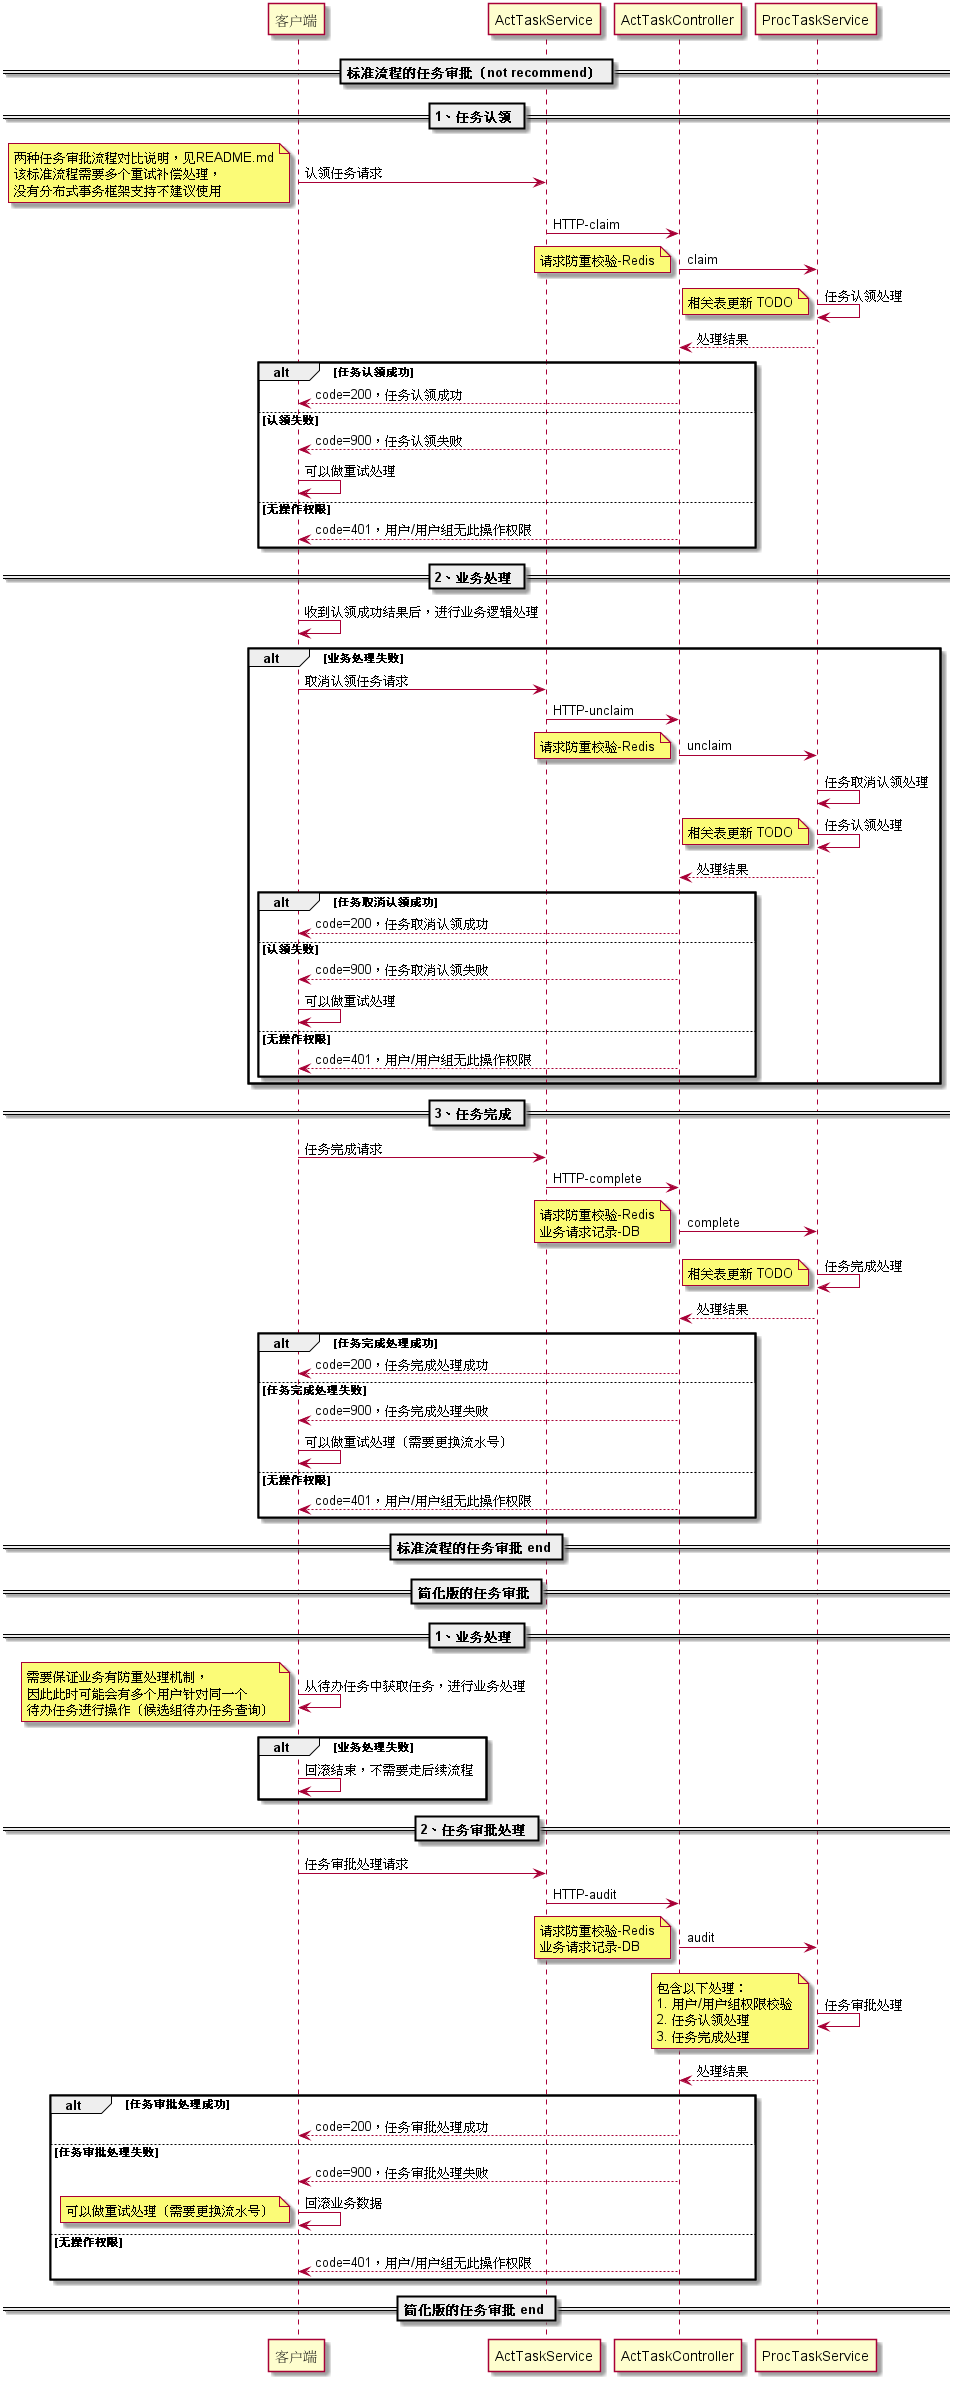 客户端
ActTaskService
ActTaskController
ProcTaskService
标准流程的任务审批（not recommend）
1、任务认领
两种任务审批流程对比说明，见README.md
该标准流程需要多个重试补偿处理，
没有分布式事务框架支持不建议使用
认领任务请求
HTTP-claim
请求防重校验-Redis
claim
相关表更新 TODO
任务认领处理
处理结果
alt [任务认领成功]
code=200，任务认领成功
[认领失败]
code=900，任务认领失败
可以做重试处理
[无操作权限]
code=401，用户/用户组无此操作权限
2、业务处理
收到认领成功结果后，进行业务逻辑处理
alt [业务处理失败]
取消认领任务请求
HTTP-unclaim
请求防重校验-Redis
unclaim
任务取消认领处理
相关表更新 TODO
任务认领处理
处理结果
alt [任务取消认领成功]
code=200，任务取消认领成功
[认领失败]
code=900，任务取消认领失败
可以做重试处理
[无操作权限]
code=401，用户/用户组无此操作权限
3、任务完成
任务完成请求
HTTP-complete
请求防重校验-Redis
业务请求记录-DB
complete
相关表更新 TODO
任务完成处理
处理结果
alt [任务完成处理成功]
code=200，任务完成处理成功
[任务完成处理失败]
code=900，任务完成处理失败
可以做重试处理（需要更换流水号）
[无操作权限]
code=401，用户/用户组无此操作权限
标准流程的任务审批 end
简化版的任务审批
1、业务处理
需要保证业务有防重处理机制，
因此此时可能会有多个用户针对同一个
待办任务进行操作（候选组待办任务查询）
从待办任务中获取任务，进行业务处理
alt [业务处理失败]
回滚结束，不需要走后续流程
2、任务审批处理
任务审批处理请求
HTTP-audit
请求防重校验-Redis
业务请求记录-DB
audit
包含以下处理：
1. 用户/用户组权限校验
2. 任务认领处理
3. 任务完成处理
任务审批处理
处理结果
alt [任务审批处理成功]
code=200，任务审批处理成功
[任务审批处理失败]
code=900，任务审批处理失败
可以做重试处理（需要更换流水号）
回滚业务数据
[无操作权限]
code=401，用户/用户组无此操作权限
简化版的任务审批 end
客户端
ActTaskService
ActTaskController
ProcTaskService